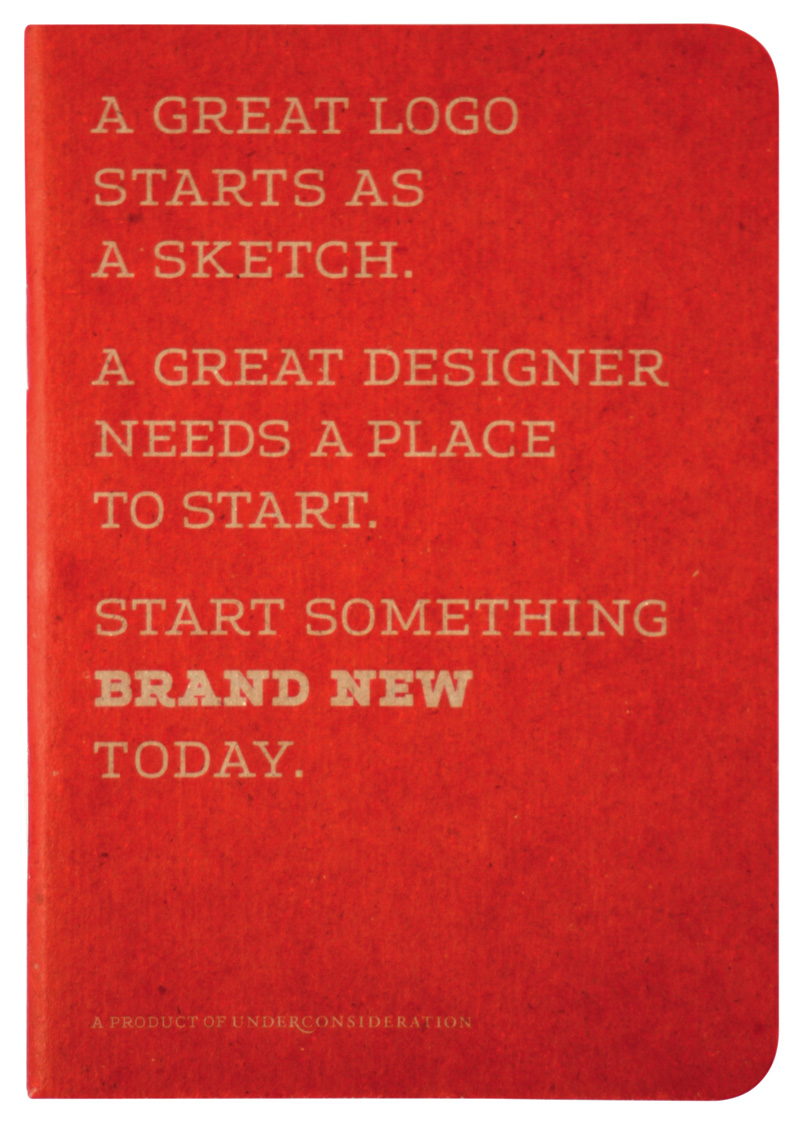 A GREAT LOGO
STARTS AS
A SKETCH.
A GREAT DESIGNER
NEEDS A PLACE
TO START.
START SOMETHING
BRAND NEW
TODAY.
A PRODUCT OF UNDERCONSIDERATION